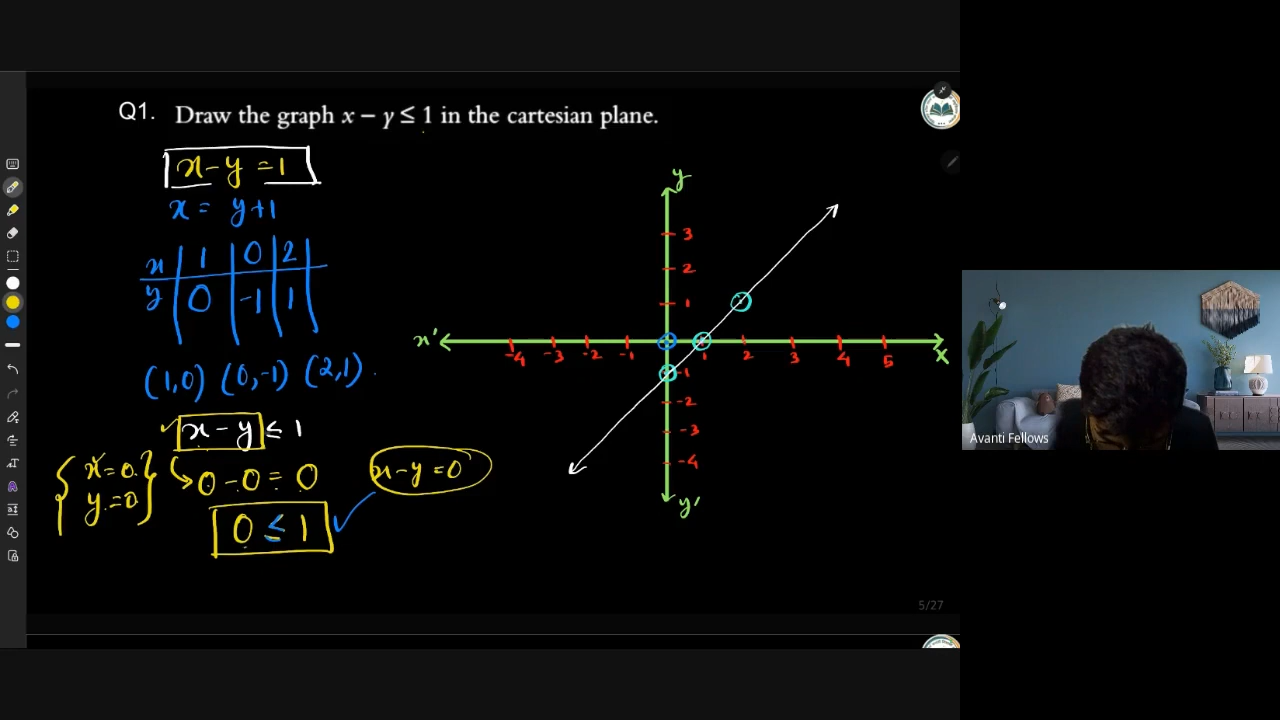 Q1. Draw the graph x − y ≤ 1 in the cartesian plane.
x-y =1
x = y+1
x 1 0 2
y 0 -1 1
(1,0) (0,-1) (2,1)
x - y ≤ 1
x=0
y=0
0 - 0 = 0
x-y=0
0 ≤ 1
y
3
2
1
x' -4 -3 -2 -1 1 2 3 4 5 x
-1
-2
-3
-4
y'
5/27
Avanti Fellows